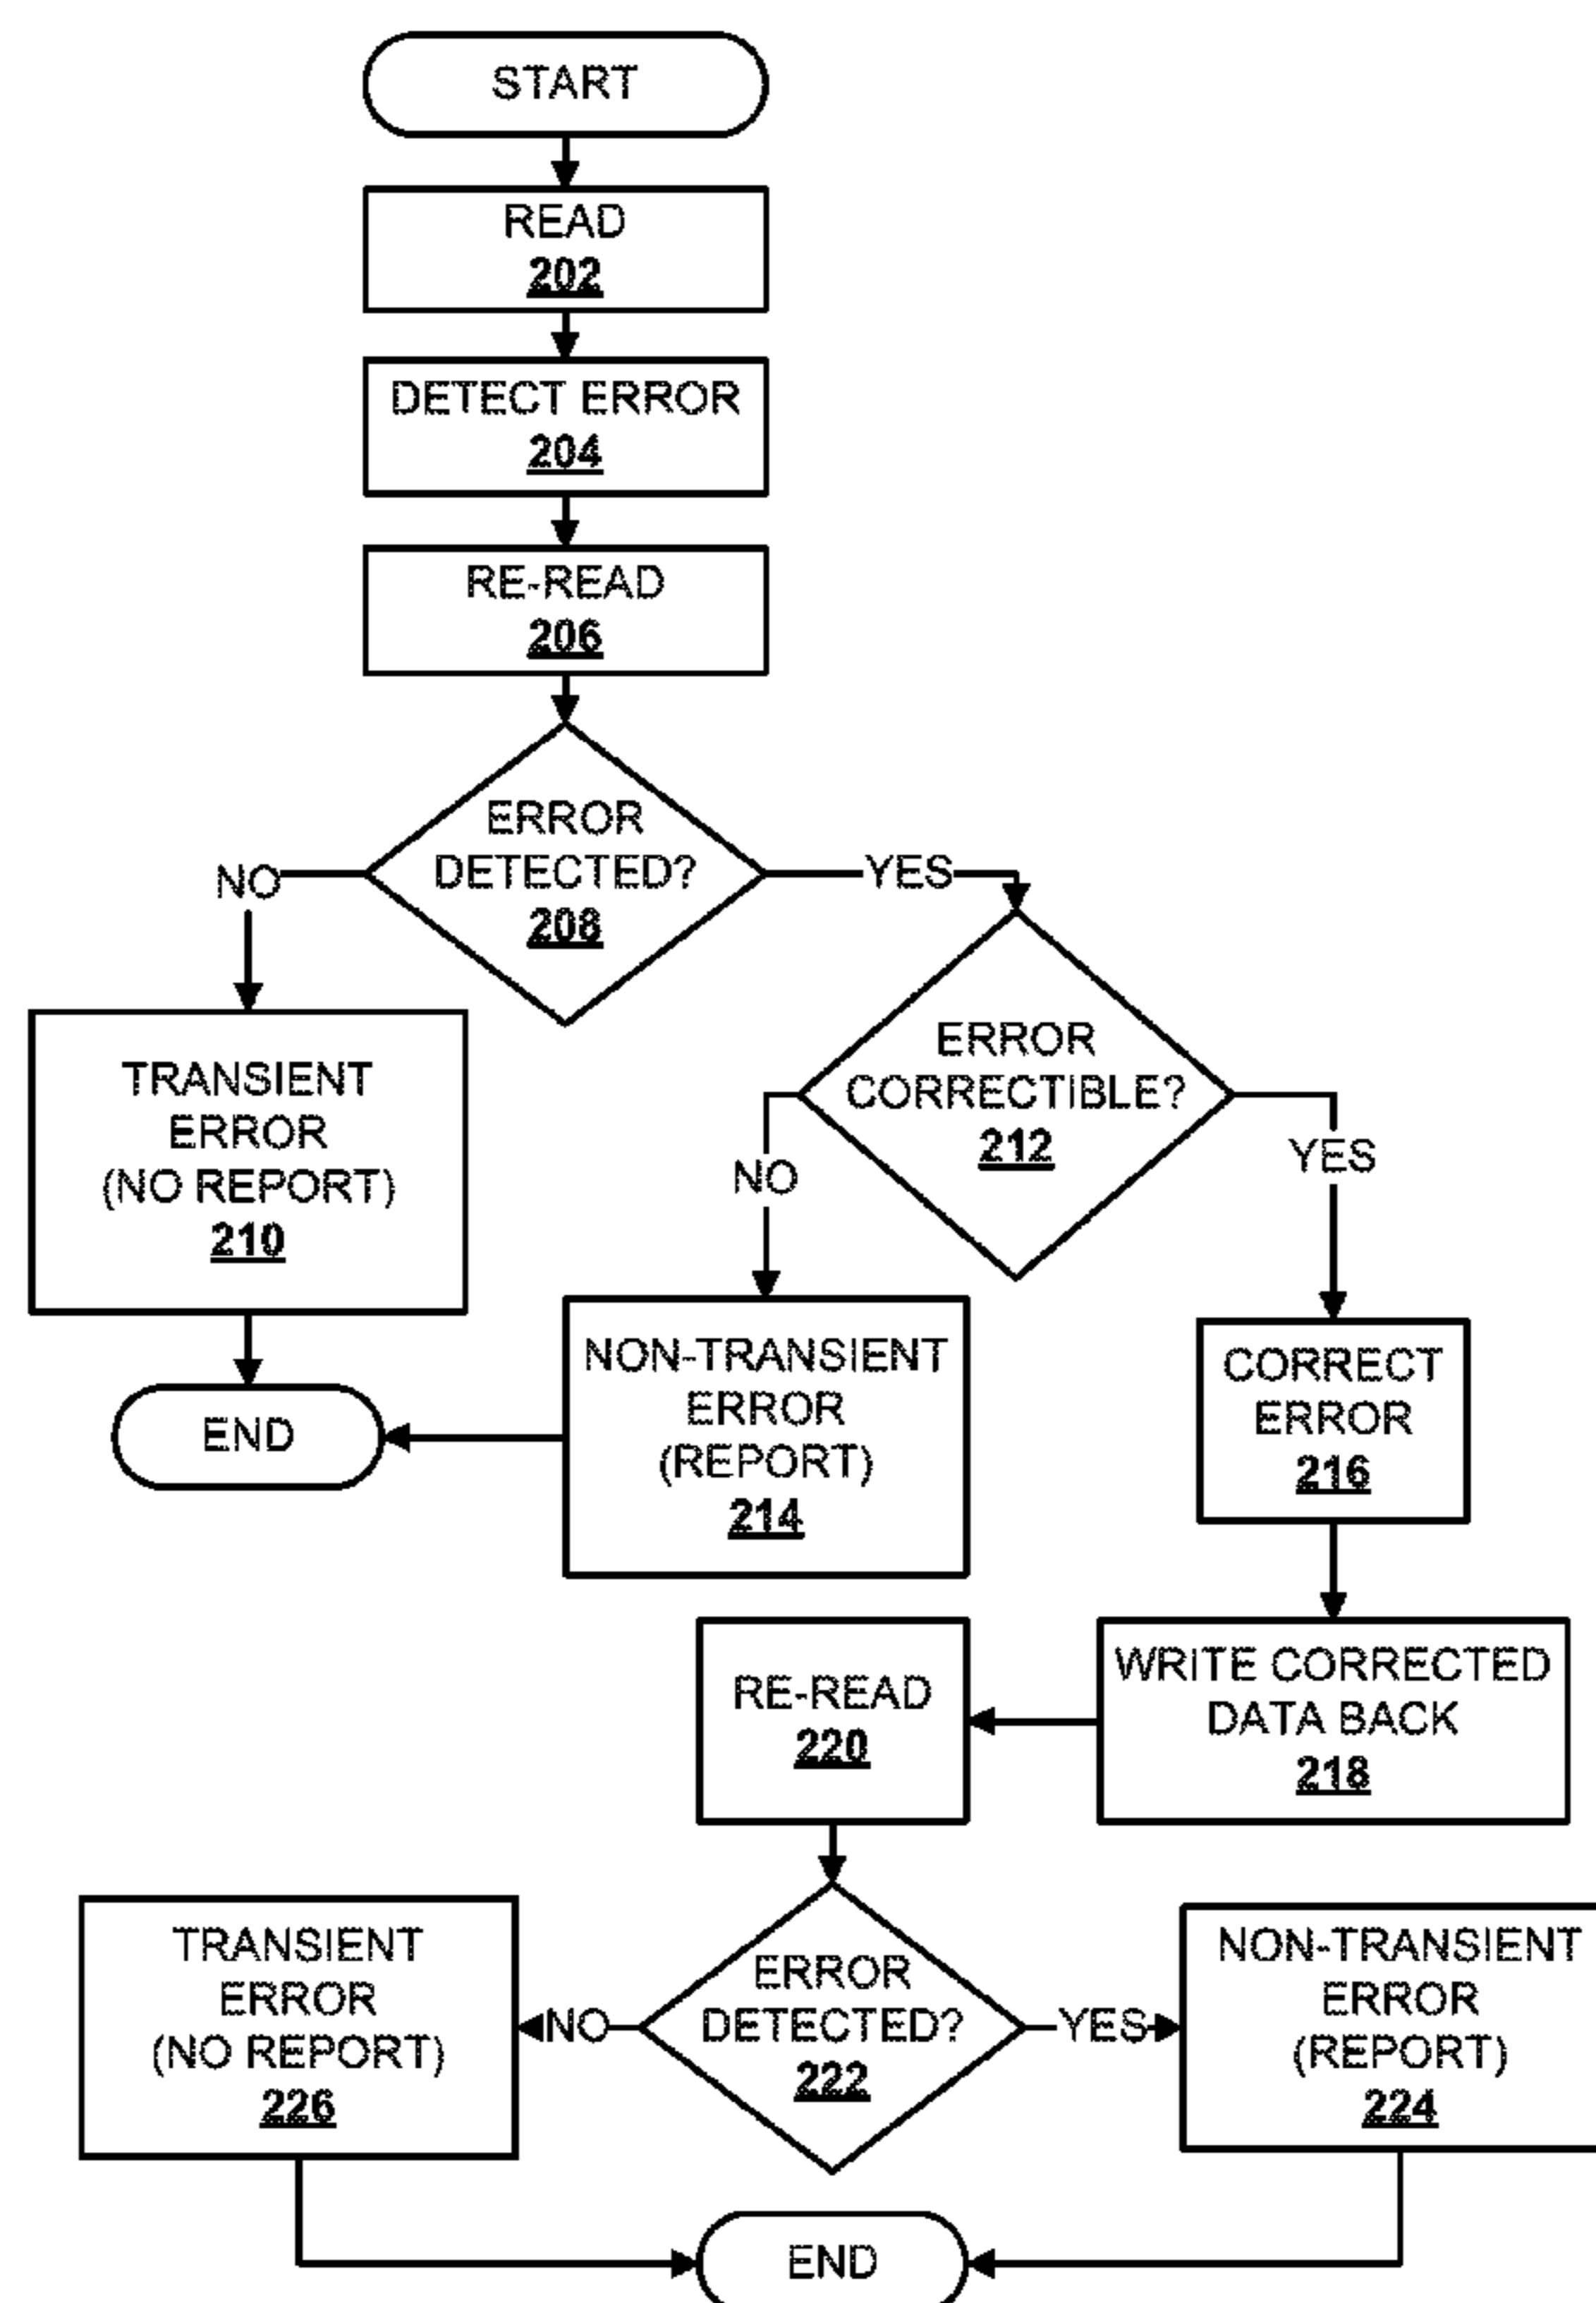 START
READ
202
DETECT ERROR
204
RE-READ
206
ERROR
DETECTED?
208
NO
YES
TRANSIENT
ERROR
(NO REPORT)
210
ERROR
CORRECTIBLE?
212
NO
YES
END
NON-TRANSIENT
ERROR
(REPORT)
214
CORRECT
ERROR
216
WRITE CORRECTED
DATA BACK
218
RE-READ
220
ERROR
DETECTED?
222
NO
YES
TRANSIENT
ERROR
(NO REPORT)
226
NON-TRANSIENT
ERROR
(REPORT)
224
END